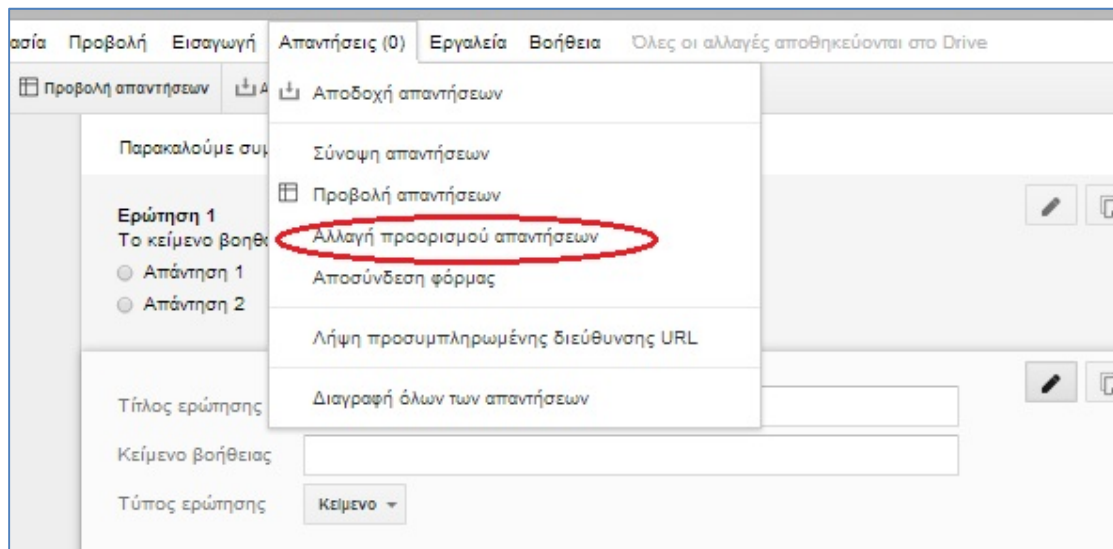 ασία Προβολή Εισαγωγή Απαντήσεις (0) Εργαλεία Βοήθεια Όλες οι αλλαγές αποθηκεύονται στο Drive
Προβολή απαντήσεων Α
Αποδοχή απαντήσεων
Παρακαλούμε συμ
Σύνοψη απαντήσεων
Προβολή απαντήσεων
Ερώτηση 1
Το κείμενο βοηθ
Αλλαγή προορισμού απαντήσεων
Απάντηση 1
Αποσύνδεση φόρμας
Απάντηση 2
Λήψη προσυμπληρωμένης διεύθυνσης URL
Διαγραφή όλων των απαντήσεων
Τίτλος ερώτησης
Κείμενο βοήθειας
Τύπος ερώτησης Κείμενο